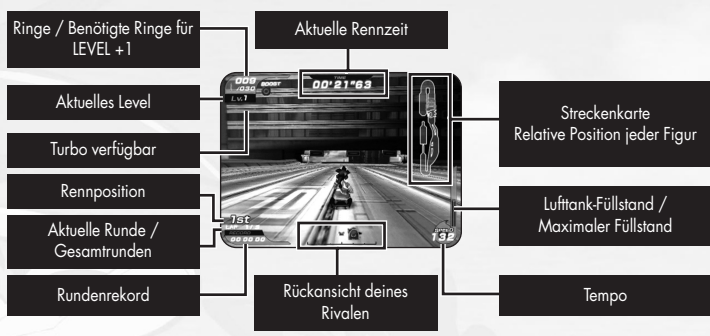 Ringe / Benötigte Ringe für
LEVEL +1
Aktuelle Rennzeit
Aktuelles Level
Turbo verfügbar
Rennposition
Aktuelle Runde /
Gesamtrunden
Rundenrekord
009
/030
BOOST
Lv.1
TIME
00'21"63
1st
LAP
SPEED
132
Streckenkarte
Relative Position jeder Figur
Lufttank-Füllstand /
Maximaler Füllstand
Rückansicht deines
Rivalen
Tempo